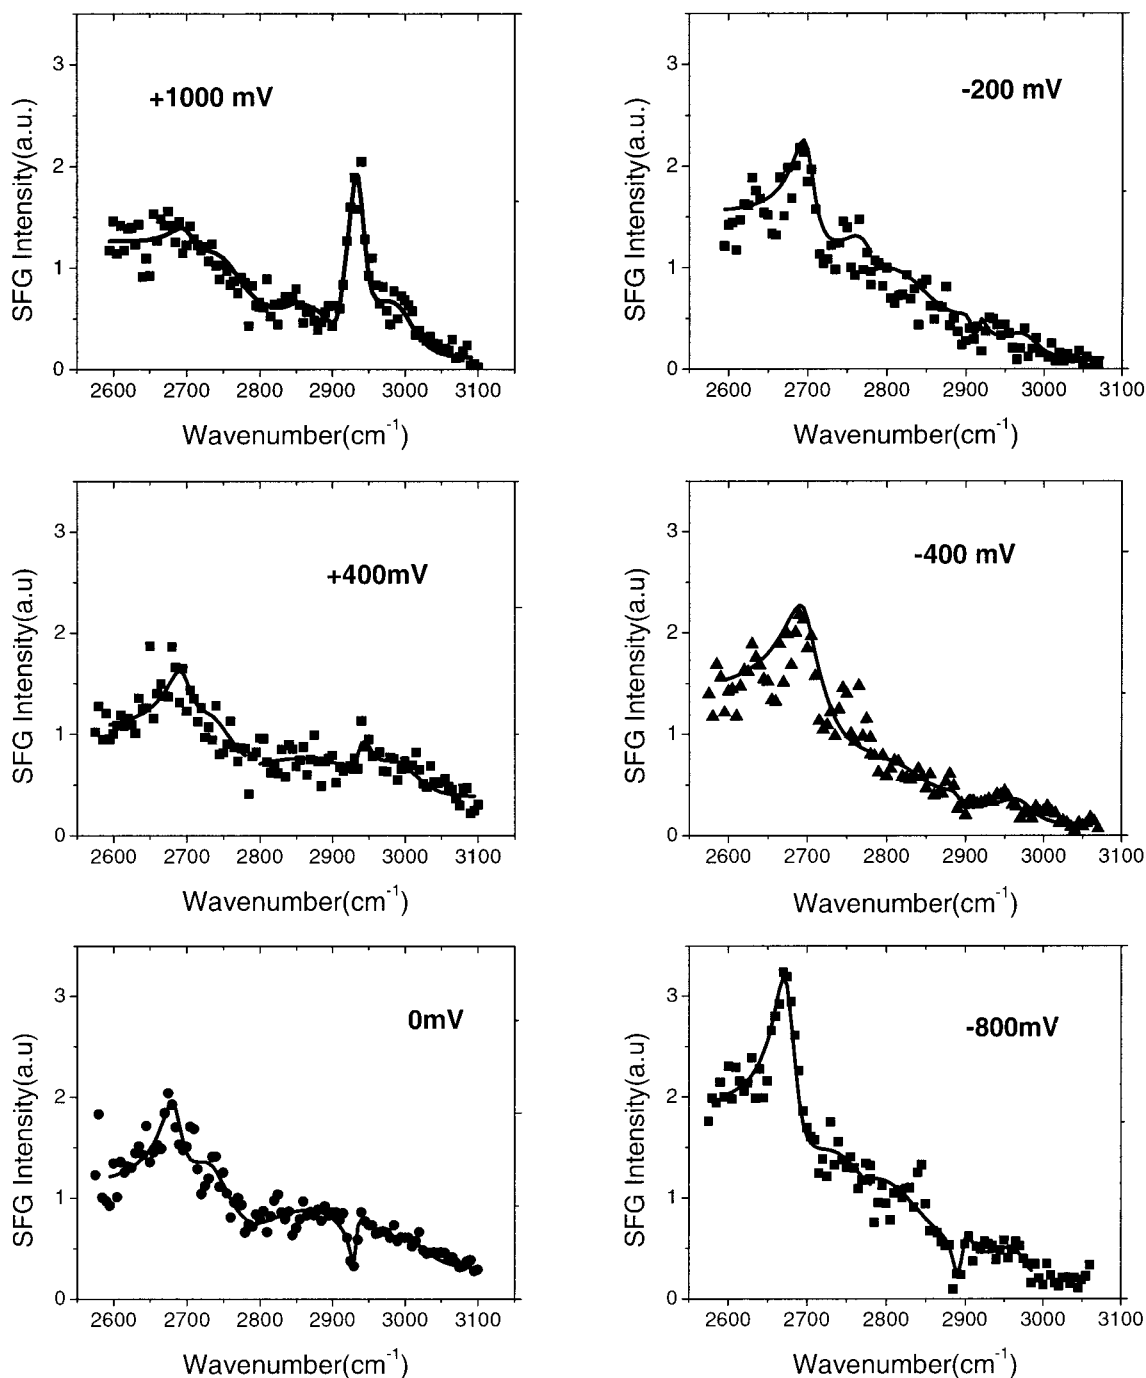 3
2
1
0
SFG Intensity(a.u.)
+1000 mV
2600 2700 2800 2900 3000 3100
Wavenumber(cm-1)
3
2
1
0
SFG Intensity(a.u.)
-200 mV
2600 2700 2800 2900 3000 3100
Wavenumber(cm-1)
3
2
1
0
SFG Intensity(a.u)
+400mV
2600 2700 2800 2900 3000 3100
Wavenumber(cm-1)
3
2
1
0
SFG Intensity(a.u)
-400 mV
2600 2700 2800 2900 3000 3100
Wavenumber(cm-1)
3
2
1
0
SFG Intensity(a.u)
0mV
2600 2700 2800 2900 3000 3100
Wavenumber(cm-1)
3
2
1
0
SFG Intensity(a.u)
-800mV
2600 2700 2800 2900 3000 3100
Wavenumber(cm-1)